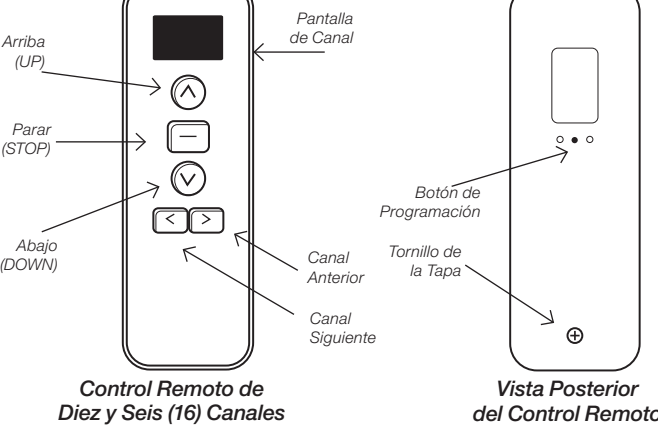 Pantalla
de Canal
Arriba
(UP)
Parar
(STOP)
Abajo
(DOWN)
Canal
Anterior
Canal
Siguiente
Control Remoto de
Diez y Seis (16) Canales
Botón de
Programación
Tornillo de
la Tapa
Vista Posterior
del Control Remoto